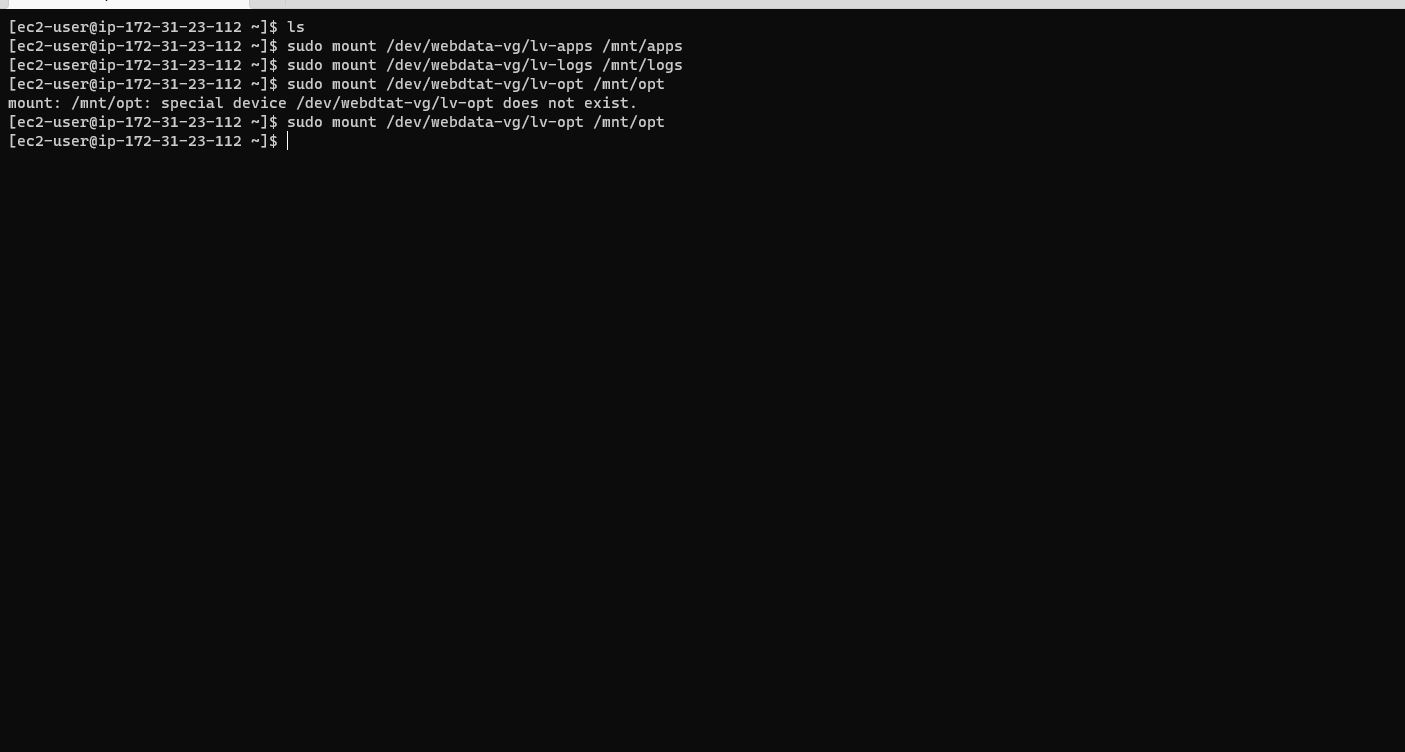 [ec2-user@ip-172-31-23-112 ~]$ ls
[ec2-user@ip-172-31-23-112 ~]$ sudo mount /dev/webdata-vg/lv-apps /mnt/apps
[ec2-user@ip-172-31-23-112 ~]$ sudo mount /dev/webdata-vg/lv-logs /mnt/logs
[ec2-user@ip-172-31-23-112 ~]$ sudo mount /dev/webdtat-vg/lv-opt /mnt/opt
mount: /mnt/opt: special device /dev/webdtat-vg/lv-opt does not exist.
[ec2-user@ip-172-31-23-112 ~]$ sudo mount /dev/webdata-vg/lv-opt /mnt/opt
[ec2-user@ip-172-31-23-112 ~]$